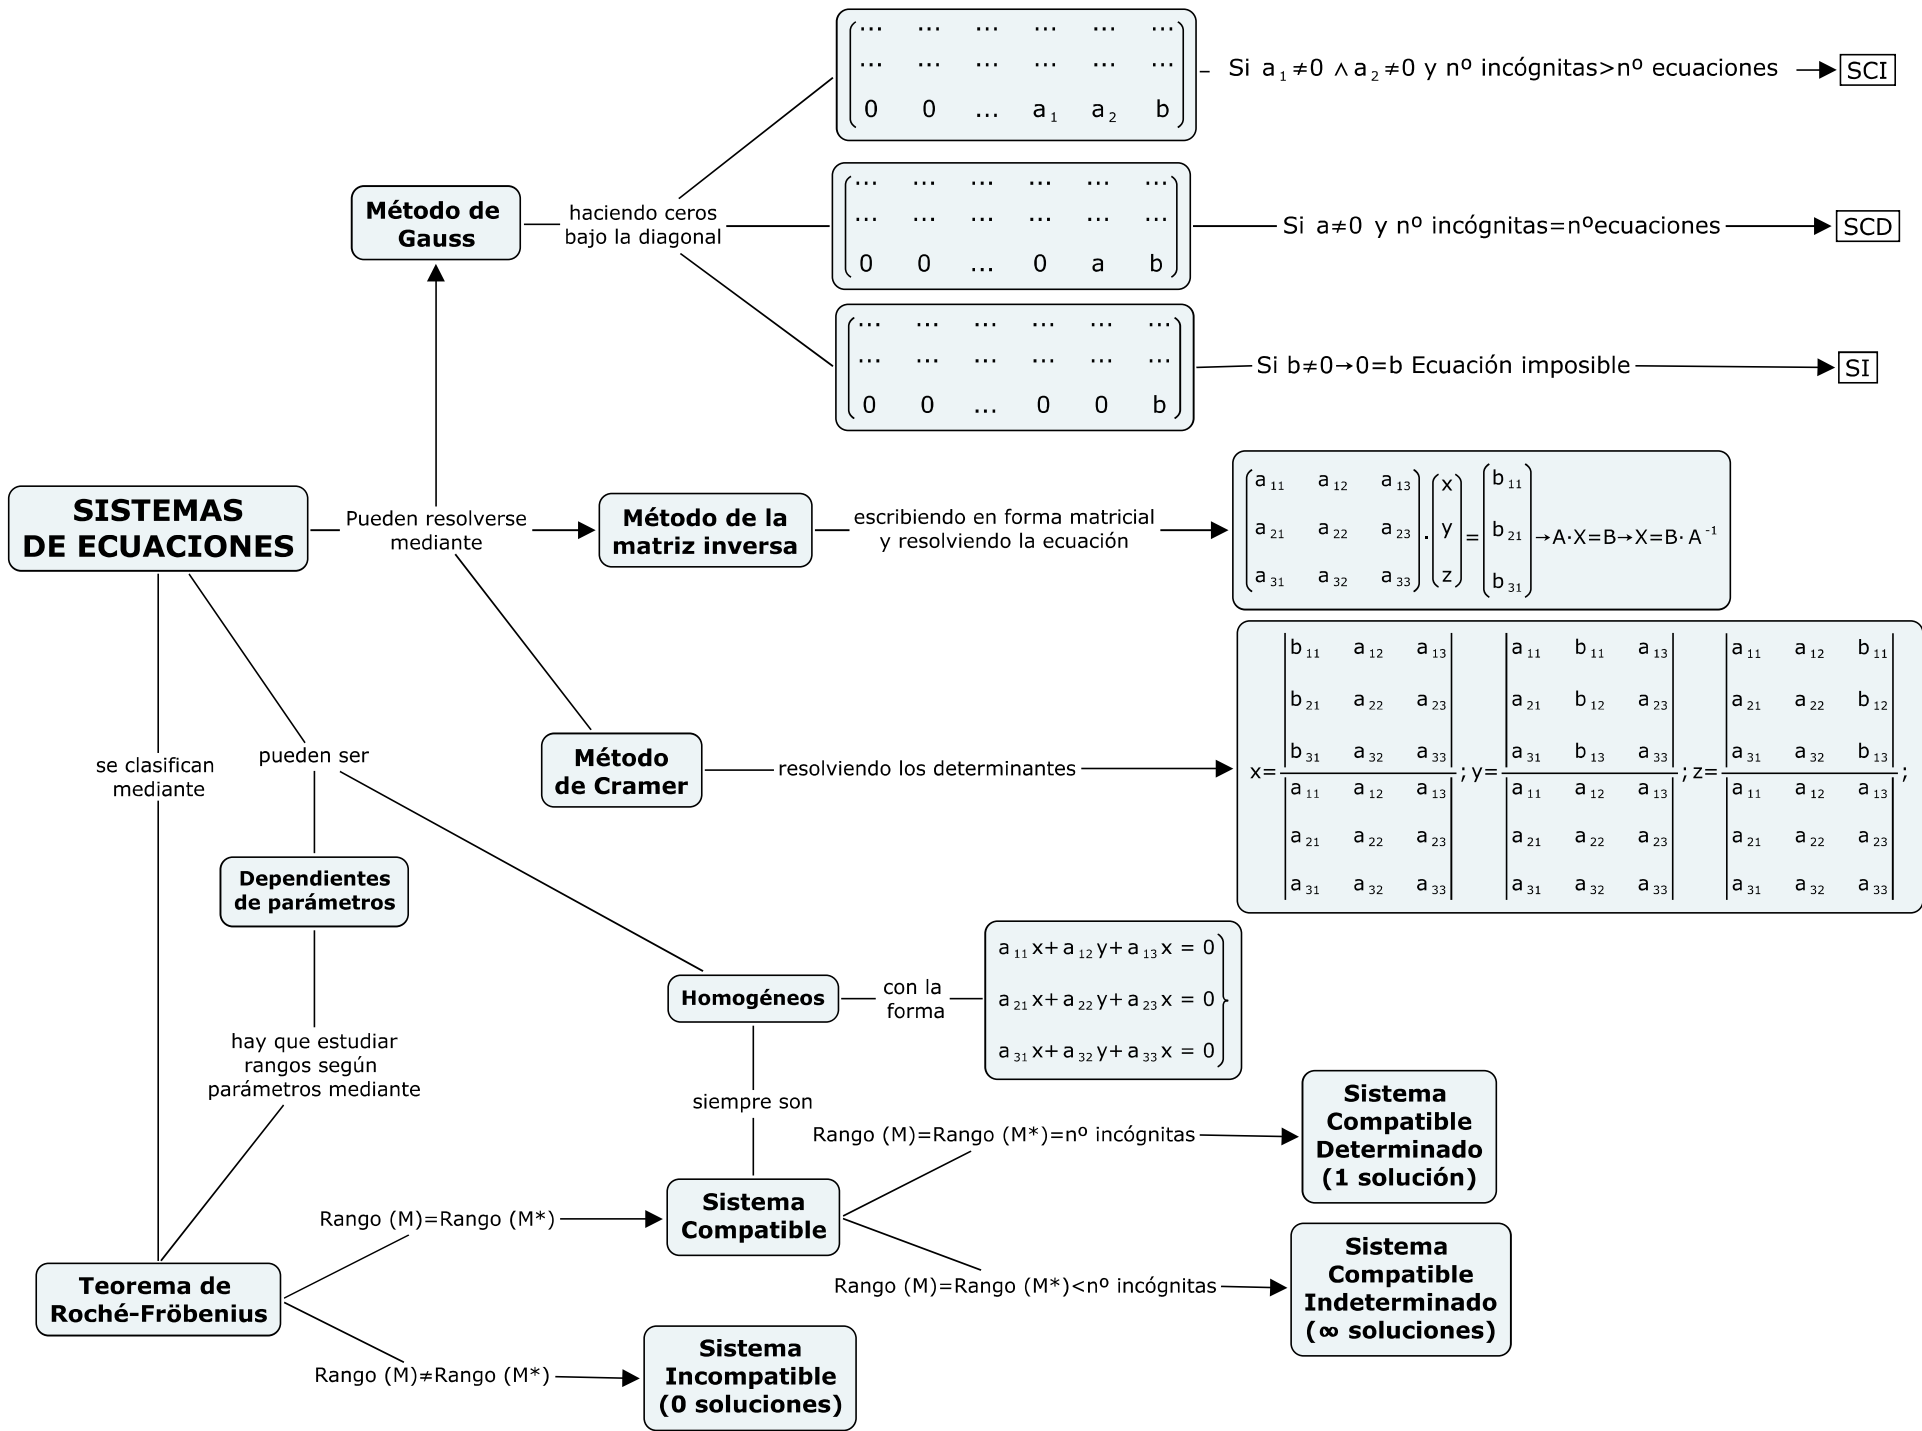 SISTEMAS
DE ECUACIONES
Pueden resolverse
mediante
Método de
Gauss
haciendo ceros
bajo la diagonal
... ... ... ... ... ...
... ... ... ... ... ...
0 0 ... a₁ a₂ b
Si a₁≠0 ∧ a₂≠0 y nº incógnitas>nº ecuaciones
SCI
... ... ... ... ... ...
... ... ... ... ... ...
0 0 ... 0 a b
Si a≠0 y nº incógnitas=nºecuaciones
SCD
... ... ... ... ... ...
... ... ... ... ... ...
0 0 ... 0 0 b
Si b≠0→0=b Ecuación imposible
SI
Método de la
matriz inversa
escribiendo en forma matricial
y resolviendo la ecuación
a₁₁ a₁₂ a₁₃ x b₁₁
a₂₁ a₂₂ a₂₃ · y = b₂₁ →A·X=B→X=B·A⁻¹
a₃₁ a₃₂ a₃₃ z b₃₁
Método
de Cramer
resolviendo los determinantes
b₁₁ a₁₂ a₁₃ a₁₁ b₁₁ a₁₃ a₁₁ a₁₂ b₁₁
b₂₁ a₂₂ a₂₃ a₂₁ b₁₂ a₂₃ a₂₁ a₂₂ b₁₂
b₃₁ a₃₂ a₃₃ a₃₁ b₁₃ a₃₃ a₃₁ a₃₂ b₁₃
x= ; y= ; z= ;
a₁₁ a₁₂ a₁₃ a₁₁ a₁₂ a₁₃ a₁₁ a₁₂ a₁₃
a₂₁ a₂₂ a₂₃ a₂₁ a₂₂ a₂₃ a₂₁ a₂₂ a₂₃
a₃₁ a₃₂ a₃₃ a₃₁ a₃₂ a₃₃ a₃₁ a₃₂ a₃₃
se clasifican
mediante
pueden ser
Dependientes
de parámetros
hay que estudiar
rangos según
parámetros mediante
Homogéneos
con la
forma
a₁₁x+a₁₂y+a₁₃x = 0
a₂₁x+a₂₂y+a₂₃x = 0
a₃₁x+a₃₂y+a₃₃x = 0
siempre son
Teorema de
Roché-Fröbenius
Rango (M)=Rango (M*)
Sistema
Compatible
Rango (M)=Rango (M*)=nº incógnitas
Sistema
Compatible
Determinado
(1 solución)
Rango (M)=Rango (M*)<nº incógnitas
Sistema
Compatible
Indeterminado
(∞ soluciones)
Rango (M)≠Rango (M*)
Sistema
Incompatible
(0 soluciones)